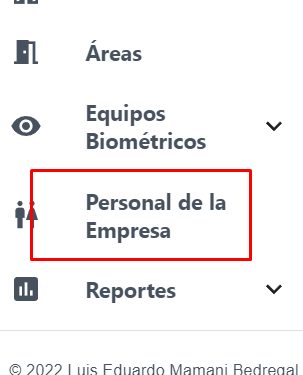 Áreas
Equipos
Biométricos
Personal de la
Empresa
Reportes
© 2022 Luis Eduardo Mamani Bedregal